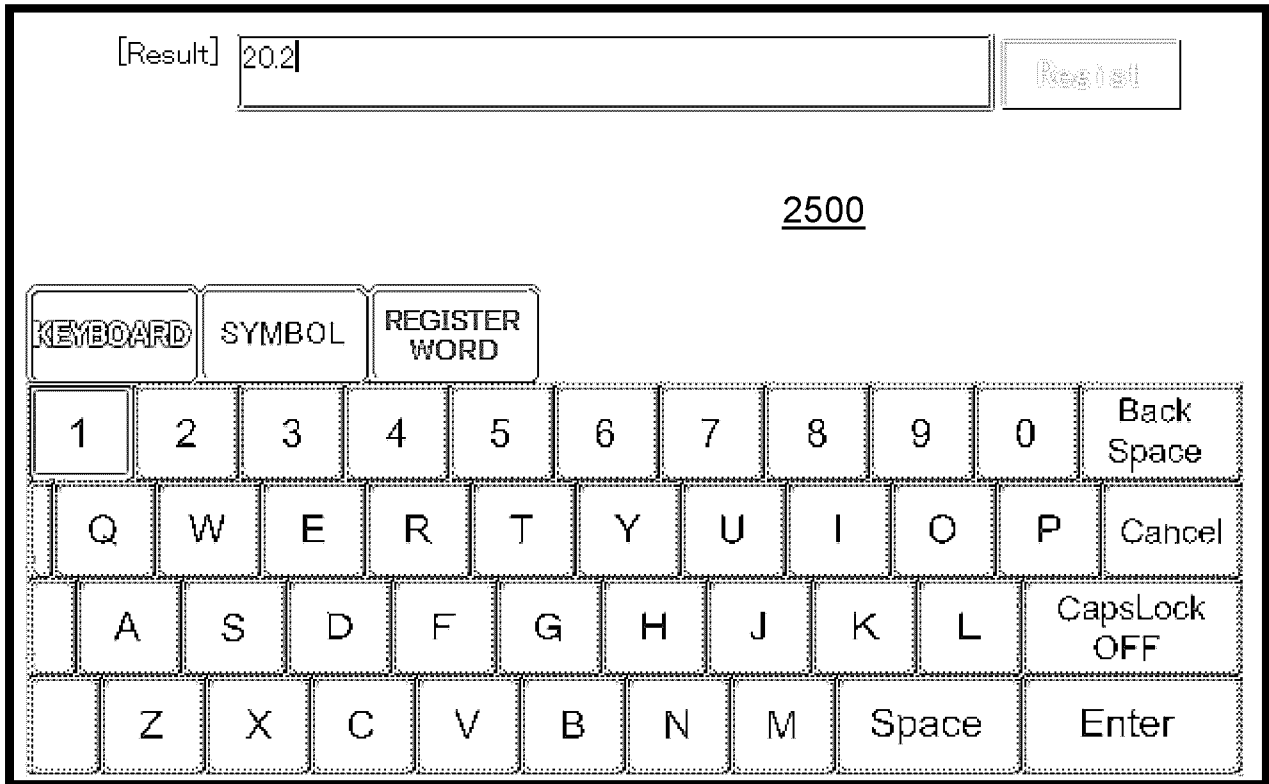 [Result] 20.2 Regist
2500
KEYBOARD SYMBOL REGISTER WORD
1 2 3 4 5 6 7 8 9 0 Back Space
Q W E R T Y U I O P Cancel
A S D F G H J K L CapsLock OFF
Z X C V B N M Space Enter